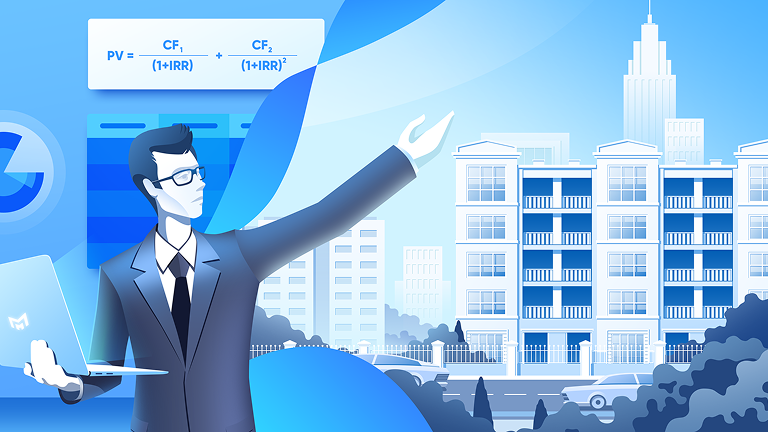 PV = CF₁ / (1+IRR) + CF₂ / (1+IRR)²